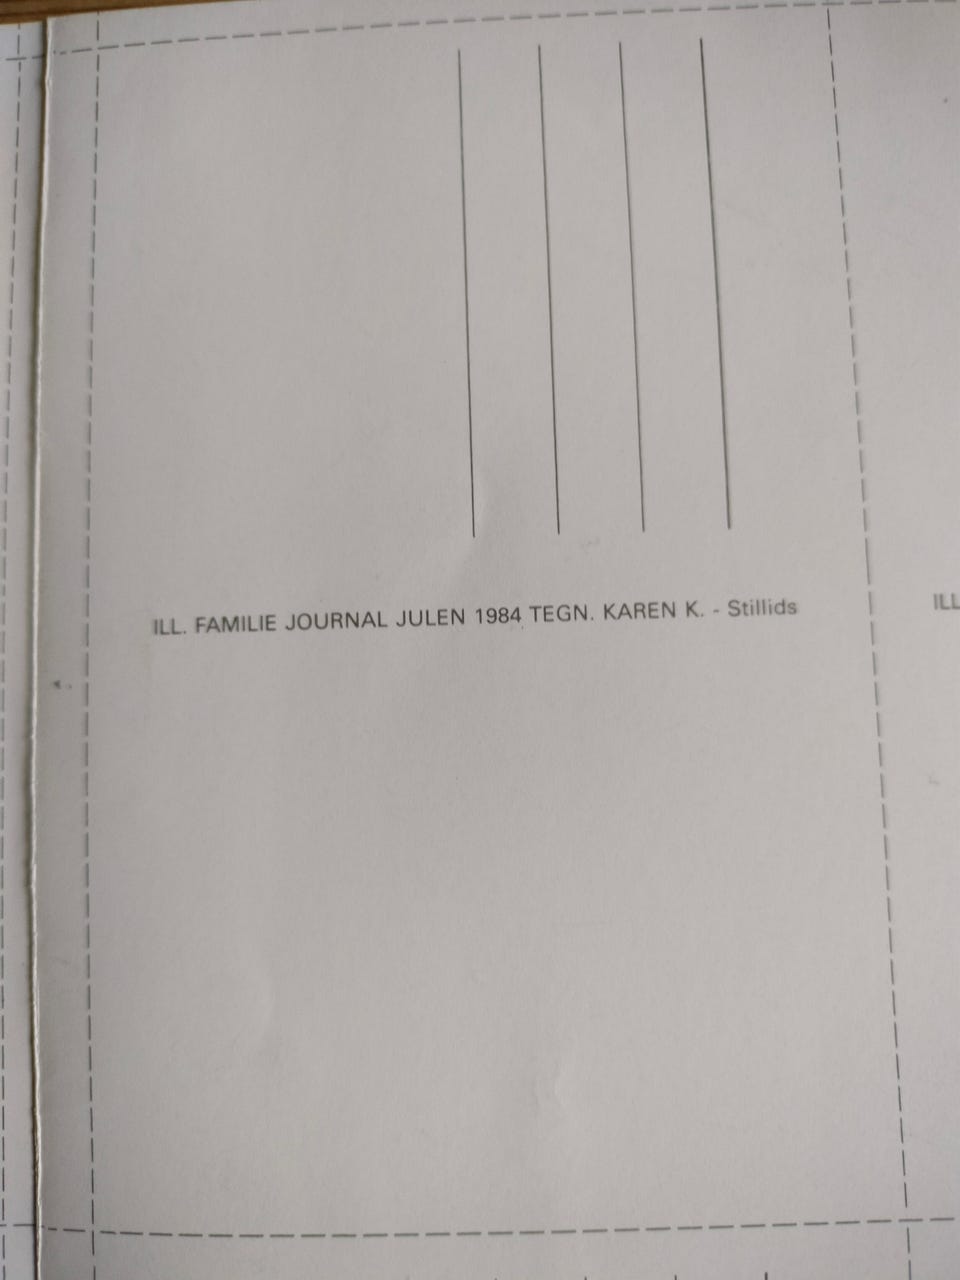 ILL. FAMILIE JOURNAL JULEN 1984 TEGN. KAREN K. - Stillids
ILL